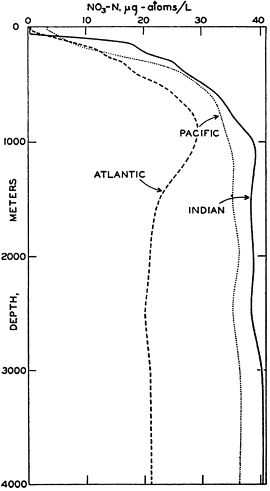 NO3-N, µg-atoms/L
0 10 20 30 40
0
1000
2000
3000
4000
DEPTH, METERS
PACIFIC
ATLANTIC
INDIAN